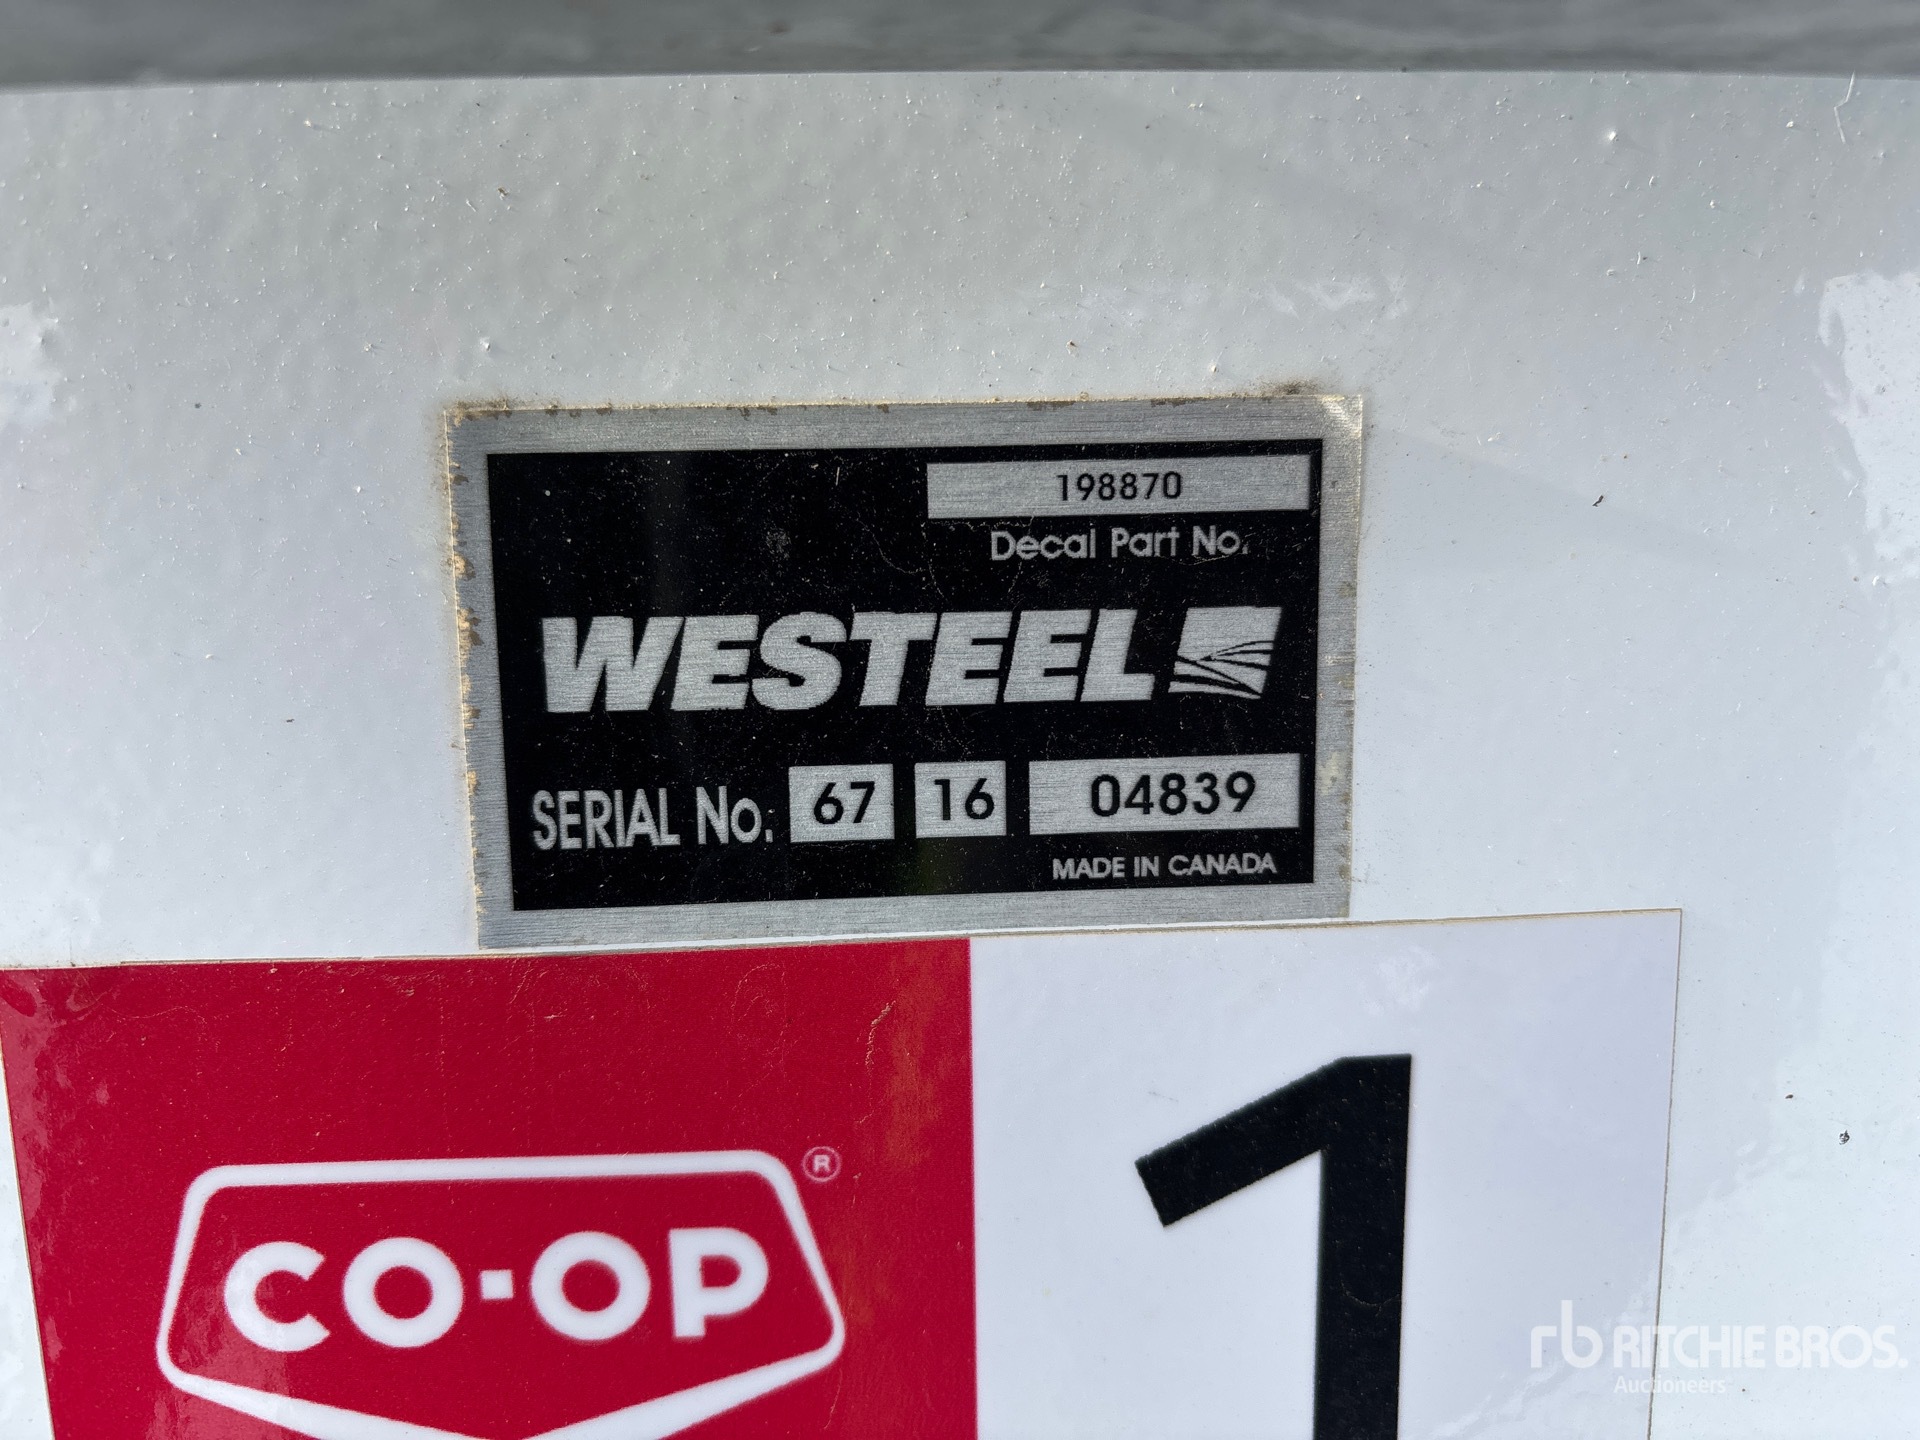 198870
Decal Part No.
WESTEEL
SERIAL No: 67 16 04839
MADE IN CANADA
CO-OP ®
1
rb RITCHIE BROS.
Auctioneers